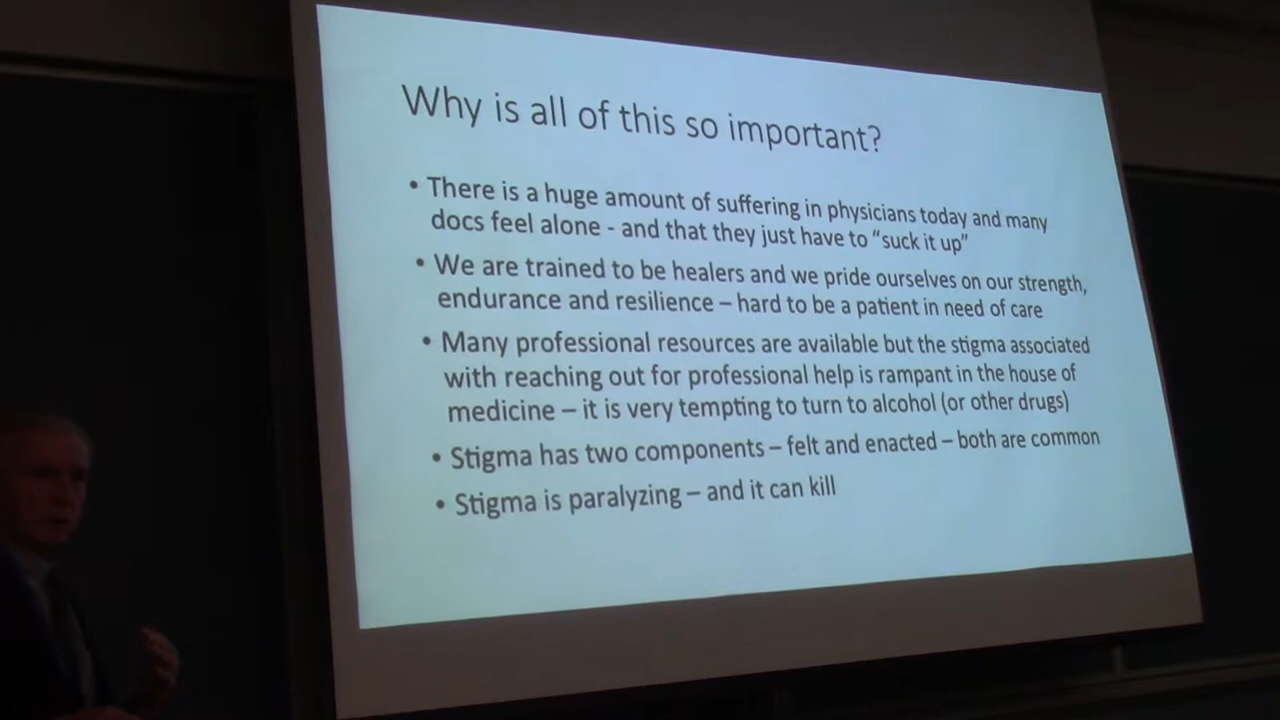 Why is all of this so important?
• There is a huge amount of suffering in physicians today and many
docs feel alone - and that they just have to “suck it up”
• We are trained to be healers and we pride ourselves on our strength,
endurance and resilience – hard to be a patient in need of care
• Many professional resources are available but the stigma associated
with reaching out for professional help is rampant in the house of
medicine – it is very tempting to turn to alcohol (or other drugs)
• Stigma has two components – felt and enacted – both are common
• Stigma is paralyzing – and it can kill